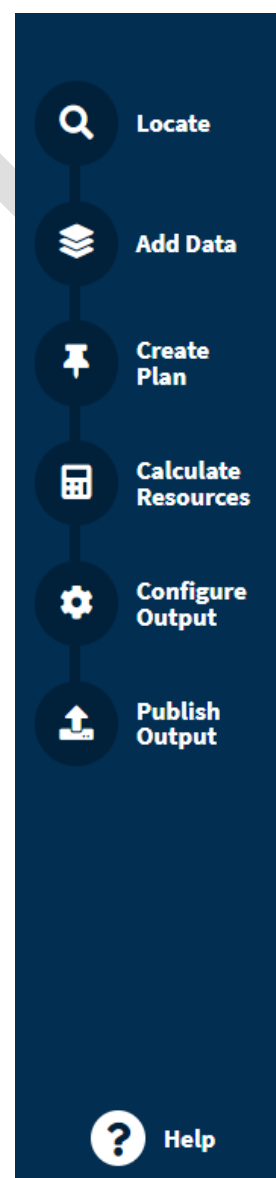 Locate
Add Data
Create
Plan
Calculate
Resources
Configure
Output
Publish
Output
Help